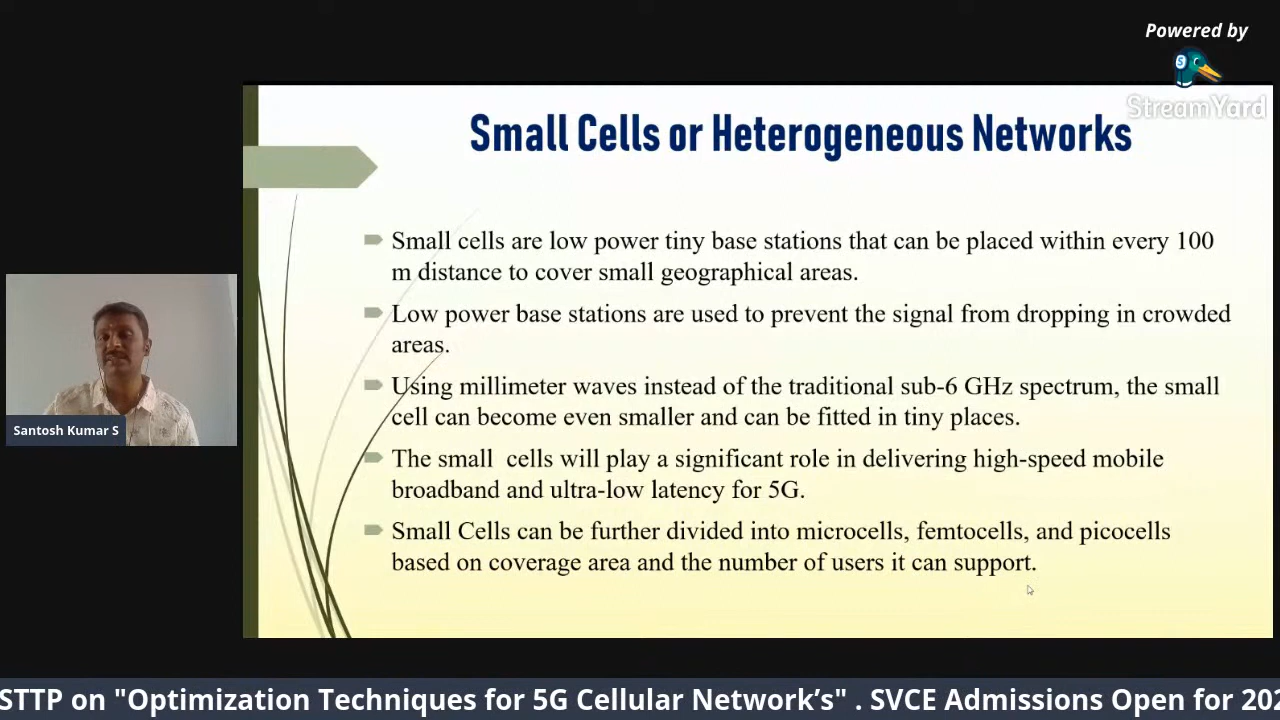 Powered by
StreamYard
Small Cells or Heterogeneous Networks
Small cells are low power tiny base stations that can be placed within every 100
m distance to cover small geographical areas.
Low power base stations are used to prevent the signal from dropping in crowded
areas.
Using millimeter waves instead of the traditional sub-6 GHz spectrum, the small
cell can become even smaller and can be fitted in tiny places.
The small  cells will play a significant role in delivering high-speed mobile
broadband and ultra-low latency for 5G.
Small Cells can be further divided into microcells, femtocells, and picocells
based on coverage area and the number of users it can support.
Santosh Kumar S
STTP on "Optimization Techniques for 5G Cellular Network’s" . SVCE Admissions Open for